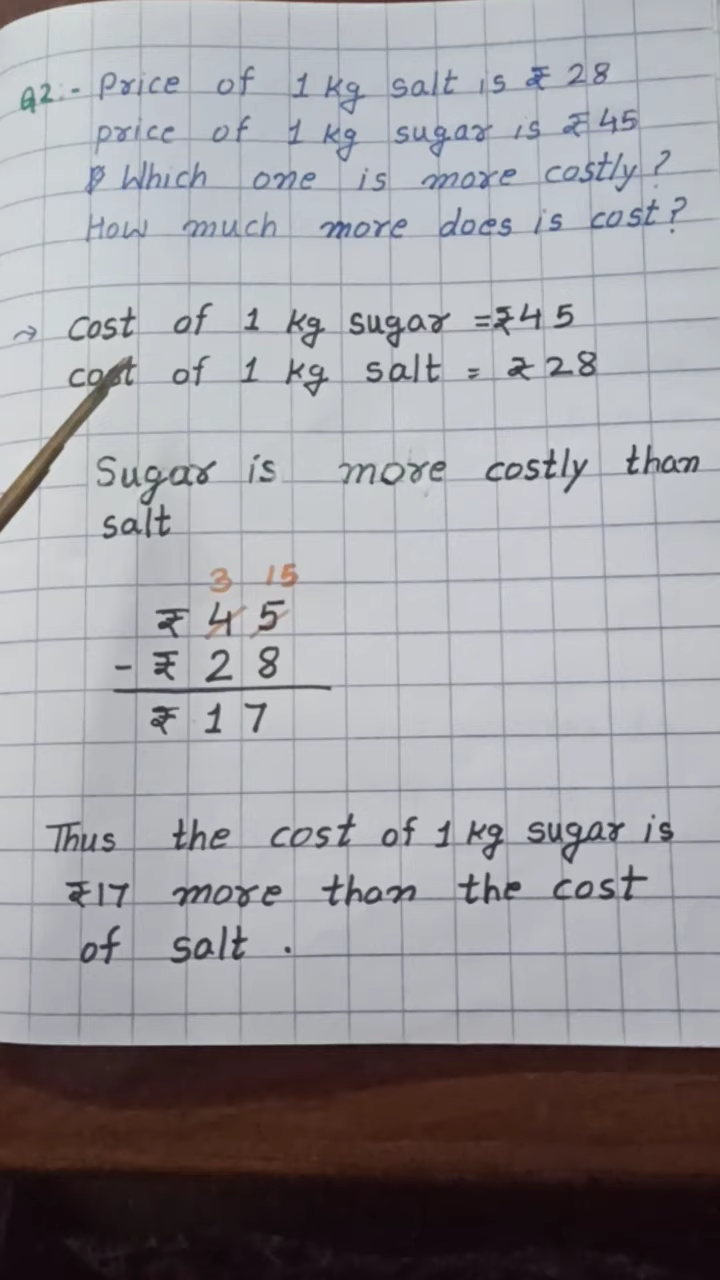 Q2:- Price of 1 kg salt is ₹ 28
price of 1 kg sugar is ₹ 45
Which one is more costly?
How much more does is cost?
→ cost of 1 kg sugar = ₹45
cost of 1 kg salt = ₹ 28
Sugar is more costly than
salt
3 15
₹ 4 5
- ₹ 2 8
₹ 1 7
Thus the cost of 1 kg sugar is
₹17 more than the cost
of salt .